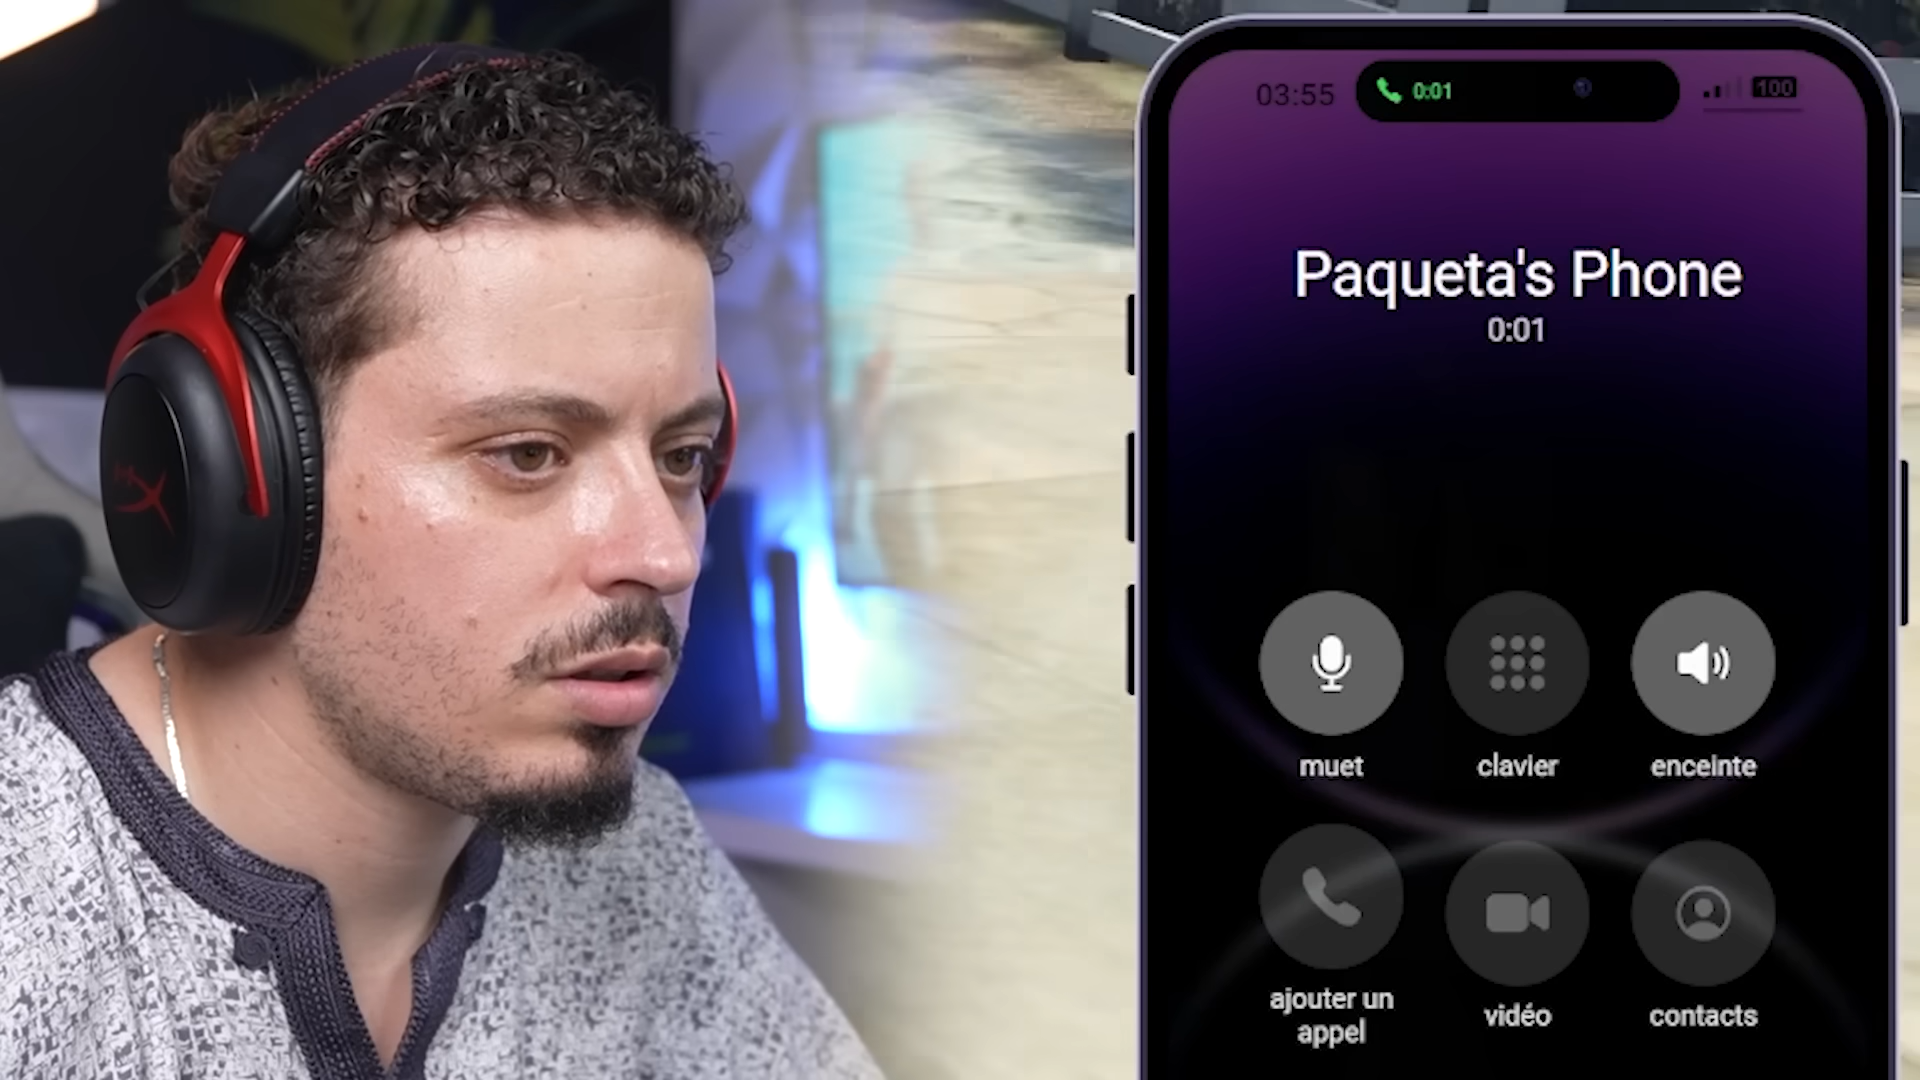 03:55
0:01
100
Paqueta's Phone
0:01
muet
clavier
enceinte
ajouter un
appel
vidéo
contacts